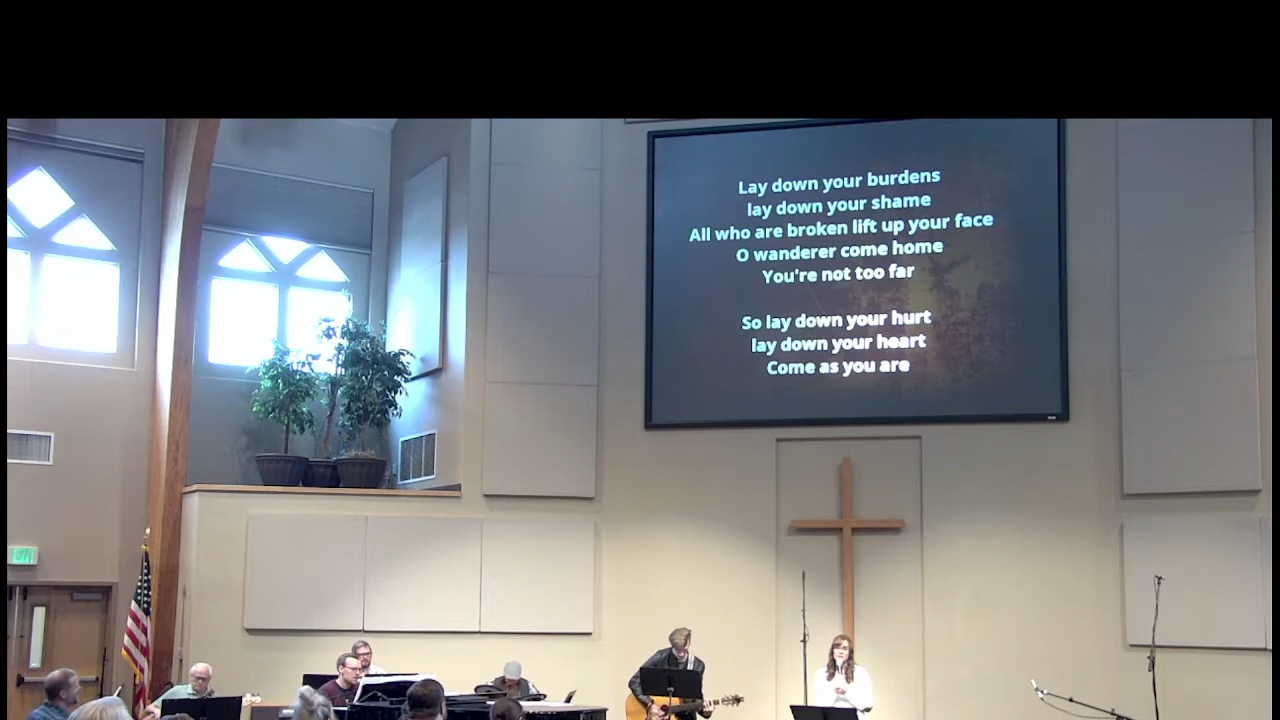 Lay down your burdens
lay down your shame
All who are broken lift up your face
O wanderer come home
You're not too far
So lay down your hurt
lay down your heart
Come as you are